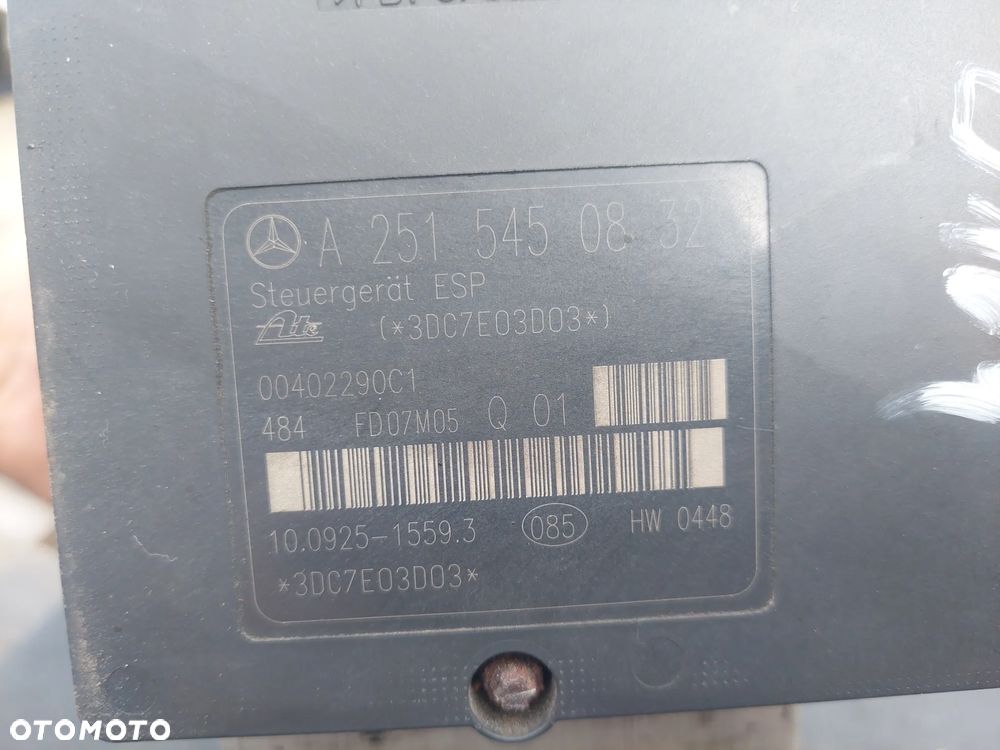 A 251 545 08 32
Steuergerät ESP
Ate (*3DC7E03D03*)
00402290C1
484 FD07M05 Q 01
10.0925-1559.3 085 HW 0448
*3DC7E03D03*
OTOMOTO